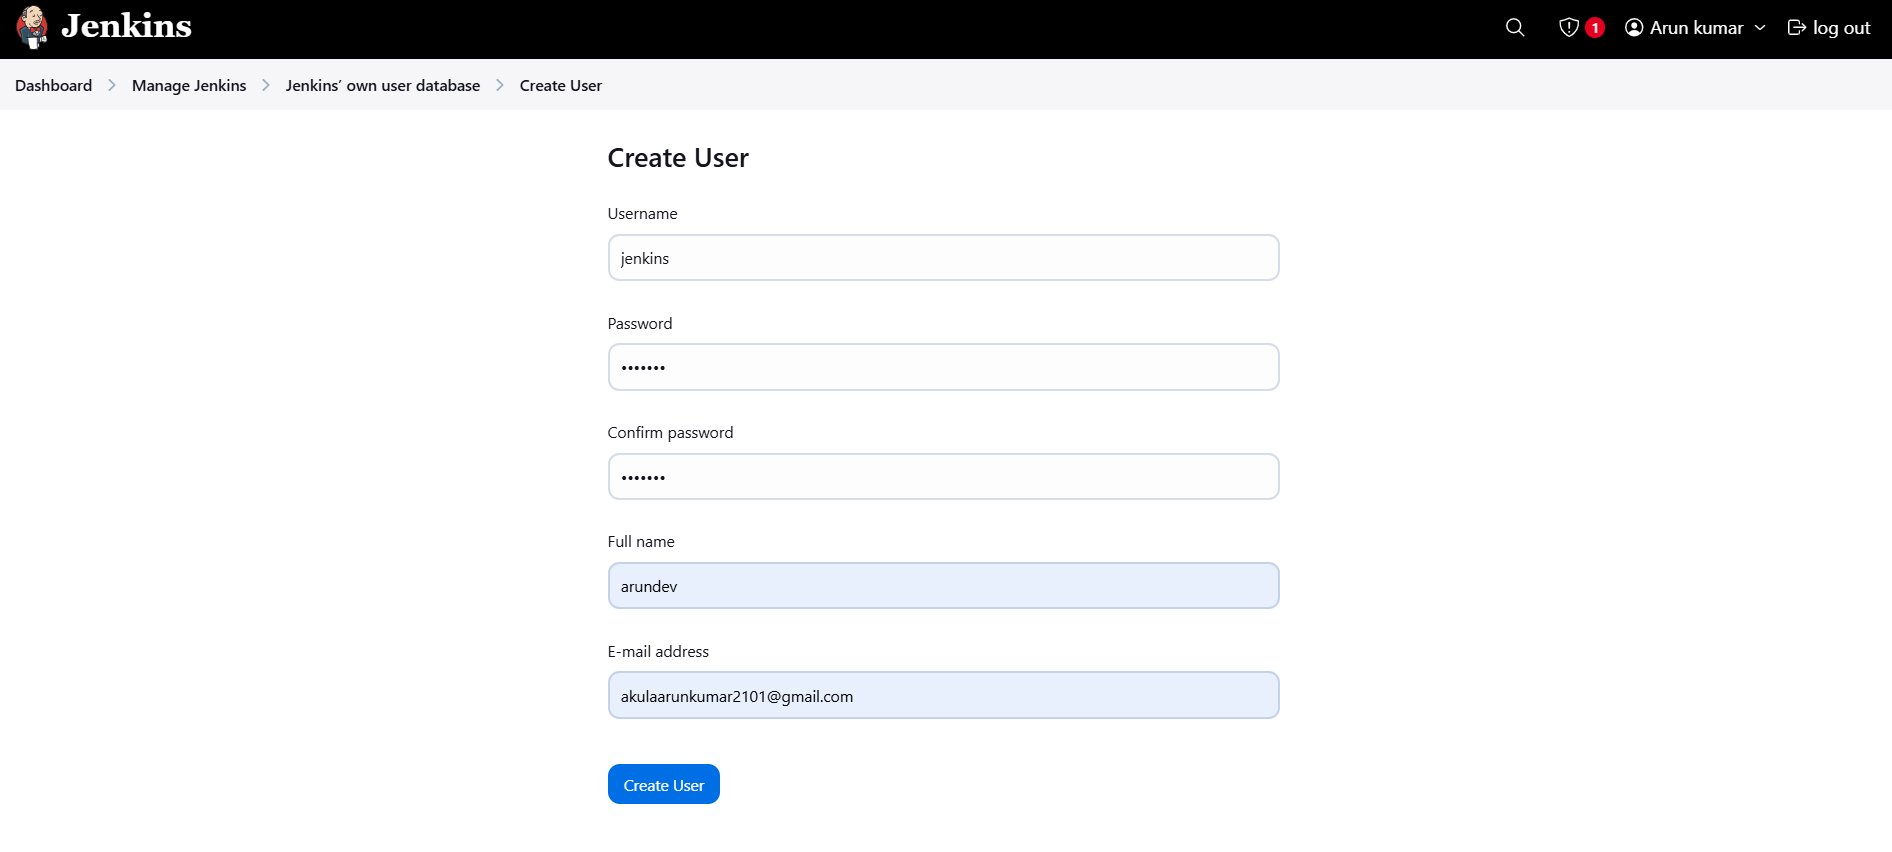 Jenkins
1
Arun kumar
log out
Dashboard
Manage Jenkins
Jenkins’ own user database
Create User
Create User
Username
jenkins
Password
•••••••
Confirm password
•••••••
Full name
arundev
E-mail address
akulaarunkumar2101@gmail.com
Create User